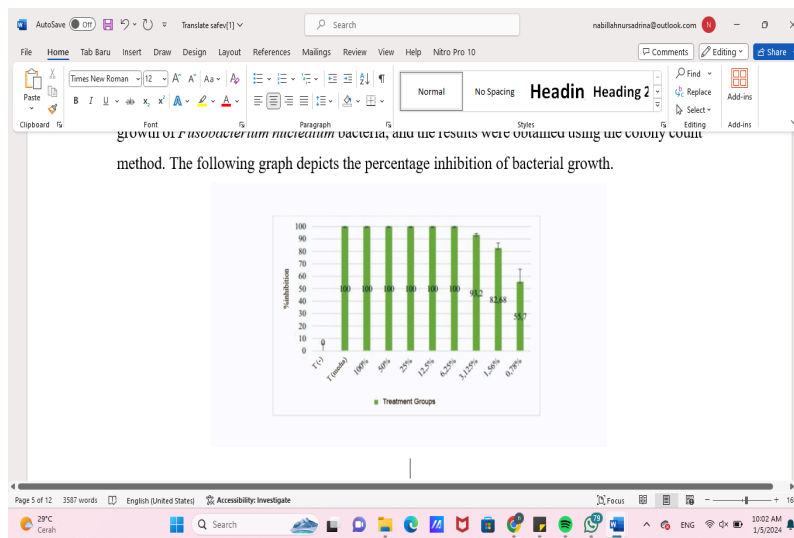 AutoSave Off Translate safev[1] Search nabillahnursadrina@outlook.com N
File Home Tab Baru Insert Draw Design Layout References Mailings Review View Help Nitro Pro 10 Comments Editing Share
Times New Roman 12 A^ A˅ Aa A
Paste B I U ab x₂ x² A A
Normal No Spacing Headin Heading 2
Find
Replace
Select
Add-ins
Clipboard Font Paragraph Styles Editing Add-ins
growth of Fusobacterium nucleatum bacteria, and the results were obtained using the colony count
method. The following graph depicts the percentage inhibition of bacterial growth.
100
90
80
70
60
50
40
30
20
10
0
%inhibition
0 100 100 100 100 100 100 93,2 82,68 55,7
T (-) T (media) 100% 50% 25% 12,5% 6,25% 3,125% 1,56% 0,78%
Treatment Groups
Page 5 of 12 3587 words English (United States) Accessibility: Investigate Focus 16
29°C
Cerah
Search
79
ENG
10:02 AM
1/5/2024